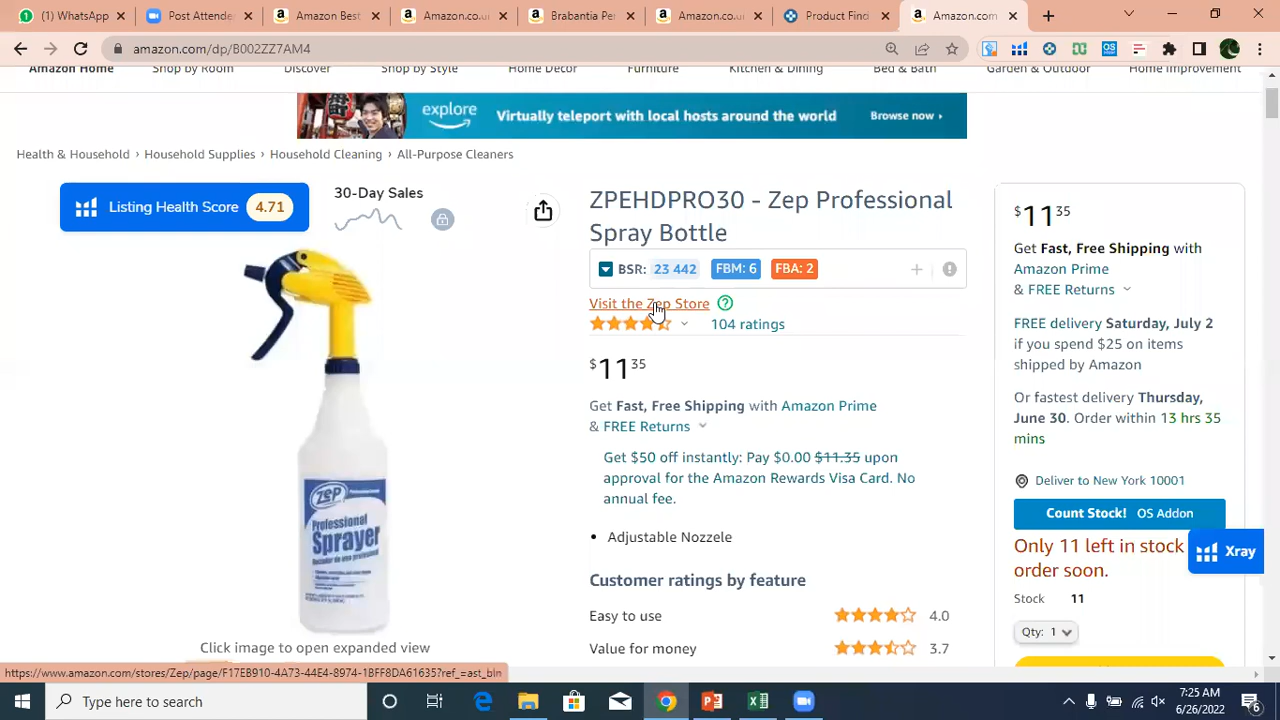 WhatsApp
Post Attende
Amazon Best
Amazon.co.u
Brabantia Pe
Amazon.co.u
Product Find
Amazon.com
amazon.com/dp/B002ZZ7AM4
Amazon Home
Shop by Room
Discover
Shop by Style
Home Décor
Furniture
Kitchen & Dining
Bed & Bath
Garden & Outdoor
Home Improvement
explore
Virtually teleport with local hosts around the world
Browse now ›
Health & Household › Household Supplies › Household Cleaning › All-Purpose Cleaners
Listing Health Score 4.71
30-Day Sales
ZPEHDPRO30 - Zep Professional
Spray Bottle
BSR: 23 442 FBM: 6 FBA: 2
Visit the Zep Store
104 ratings
$11 35
Get Fast, Free Shipping with Amazon Prime
& FREE Returns
Get $50 off instantly: Pay $0.00 $11.35 upon
approval for the Amazon Rewards Visa Card. No
annual fee.
Adjustable Nozzele
Customer ratings by feature
Easy to use 4.0
Value for money 3.7
zep
Professional
Sprayer
Click image to open expanded view
$11 35
Get Fast, Free Shipping with
Amazon Prime
& FREE Returns
FREE delivery Saturday, July 2
if you spend $25 on items
shipped by Amazon
Or fastest delivery Thursday,
June 30. Order within 13 hrs 35
mins
Deliver to New York 10001
Count Stock! OS Addon
Only 11 left in stock
order soon.
Stock 11
Qty: 1
Xray
https://www.amazon.com/stores/Zep/page/F17EB910-4A73-44E4-8974-1BFF8DA61635?ref_=ast_bln
Type here to search
7:25 AM
6/26/2022
6